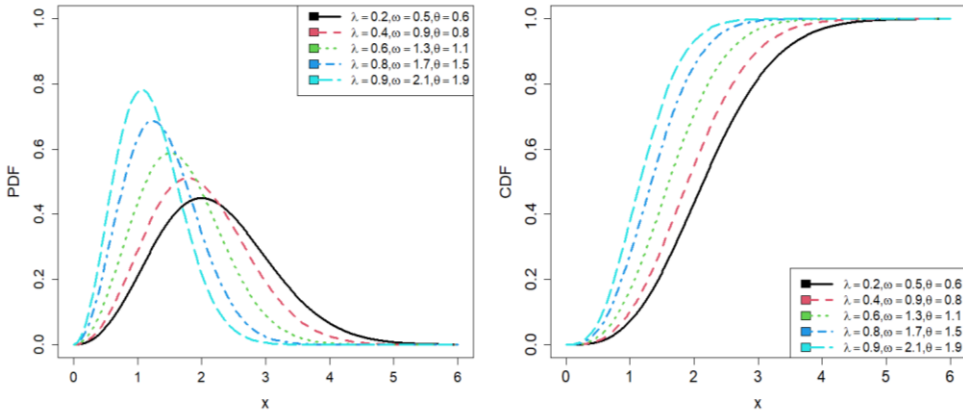 λ = 0.2,ω = 0.5,θ = 0.6
λ = 0.4,ω = 0.9,θ = 0.8
λ = 0.6,ω = 1.3,θ = 1.1
λ = 0.8,ω = 1.7,θ = 1.5
λ = 0.9,ω = 2.1,θ = 1.9
PDF
1.0
0.8
0.6
0.4
0.2
0.0
0 1 2 3 4 5 6
x
CDF
1.0
0.8
0.6
0.4
0.2
0.0
λ = 0.2,ω = 0.5,θ = 0.6
λ = 0.4,ω = 0.9,θ = 0.8
λ = 0.6,ω = 1.3,θ = 1.1
λ = 0.8,ω = 1.7,θ = 1.5
λ = 0.9,ω = 2.1,θ = 1.9
0 1 2 3 4 5 6
x